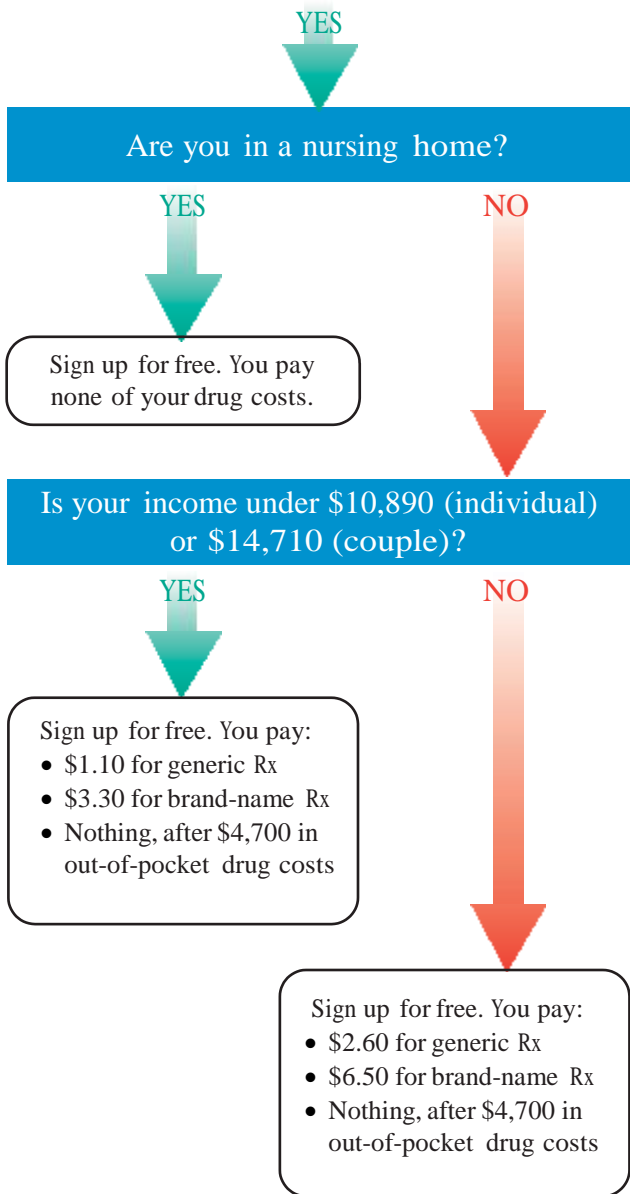 YES
Are you in a nursing home?
YES
NO
Sign up for free. You pay
none of your drug costs.
Is your income under $10,890 (individual)
or $14,710 (couple)?
YES
NO
Sign up for free. You pay:
• $1.10 for generic Rx
• $3.30 for brand-name Rx
• Nothing, after $4,700 in
out-of-pocket drug costs
Sign up for free. You pay:
• $2.60 for generic Rx
• $6.50 for brand-name Rx
• Nothing, after $4,700 in
out-of-pocket drug costs